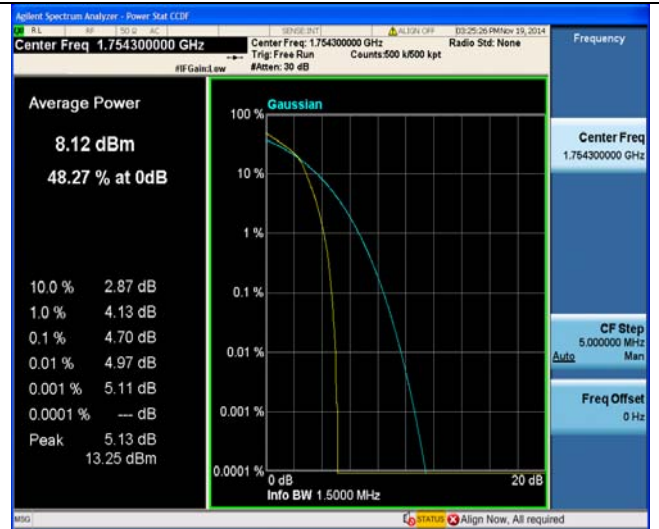 Agilent Spectrum Analyzer - Power Stat CCDF
RL RF 50 Ω AC SENSE:INT ALIGN OFF 03:25:26 PM Nov 19, 2014
Center Freq 1.754300000 GHz
Center Freq: 1.754300000 GHz Radio Std: None
Trig: Free Run Counts:500 k/500 kpt
#IFGain:Low #Atten: 30 dB
Frequency
Average Power
8.12 dBm
48.27 % at 0dB
10.0 % 2.87 dB
1.0 % 4.13 dB
0.1 % 4.70 dB
0.01 % 4.97 dB
0.001 % 5.11 dB
0.0001 % --- dB
Peak 5.13 dB
13.25 dBm
Gaussian
100 %
10 %
1 %
0.1 %
0.01 %
0.001 %
0.0001 %
0 dB 20 dB
Info BW 1.5000 MHz
Center Freq
1.754300000 GHz
CF Step
5.000000 MHz
Auto Man
Freq Offset
0 Hz
MSG STATUS Align Now, All required